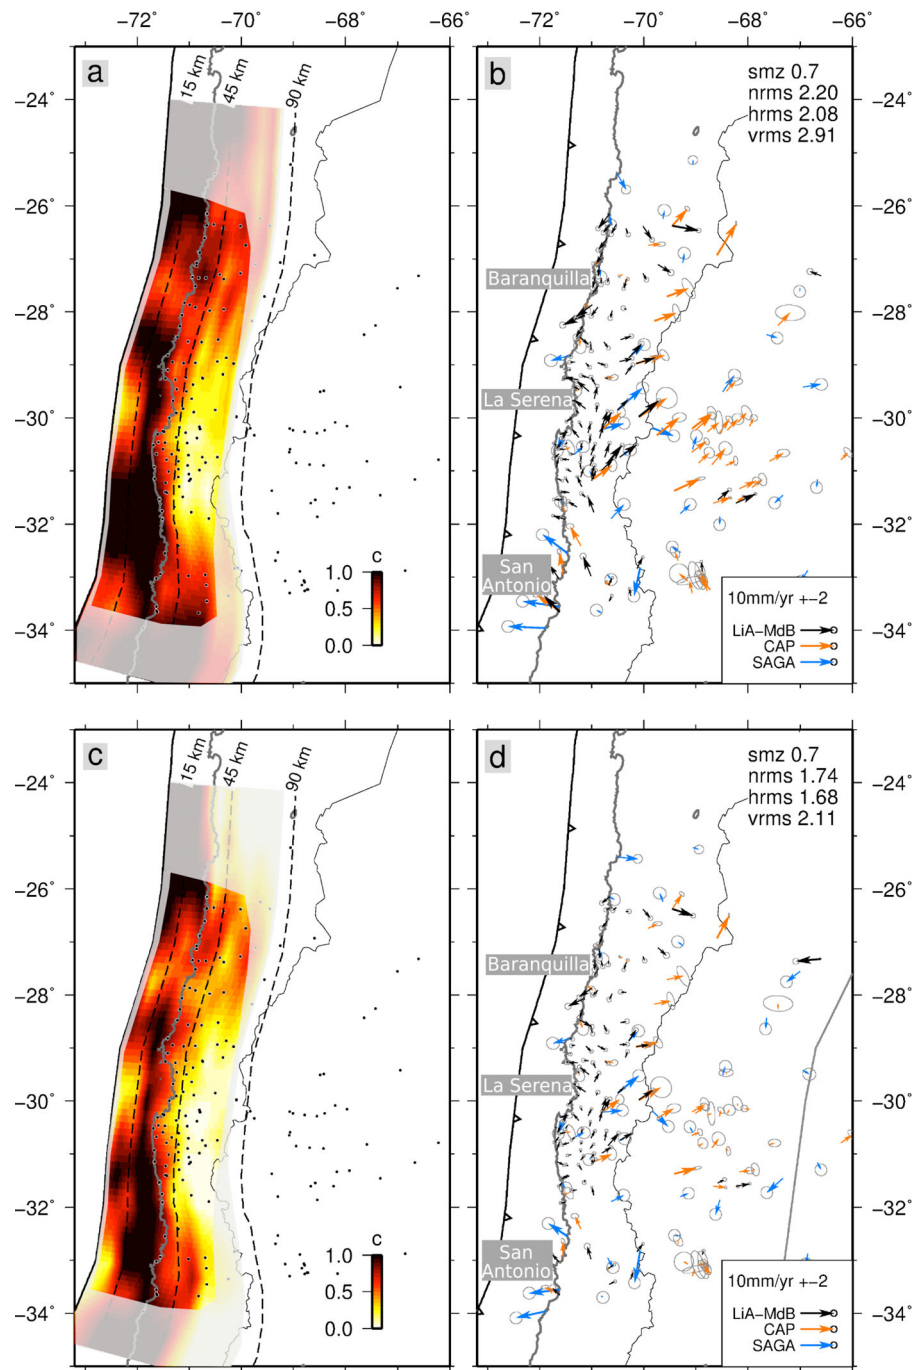 −72 −70 −68 −66 −72 −70 −68 −66
a
15 km
45 km
90 km
b
smz 0.7
nrms 2.20
hrms 2.08
vrms 2.91
−24 −24
−26 −26
−28 −28
−30 −30
−32 −32
−34 −34
Baranquilla
La Serena
San
Antonio
c
1.0
0.5
0.0
10mm/yr +−2
LiA−MdB
CAP
SAGA
c
15 km
45 km
90 km
d
smz 0.7
nrms 1.74
hrms 1.68
vrms 2.11
−24 −24
−26 −26
−28 −28
−30 −30
−32 −32
−34 −34
Baranquilla
La Serena
San
Antonio
c
1.0
0.5
0.0
10mm/yr +−2
LiA−MdB
CAP
SAGA